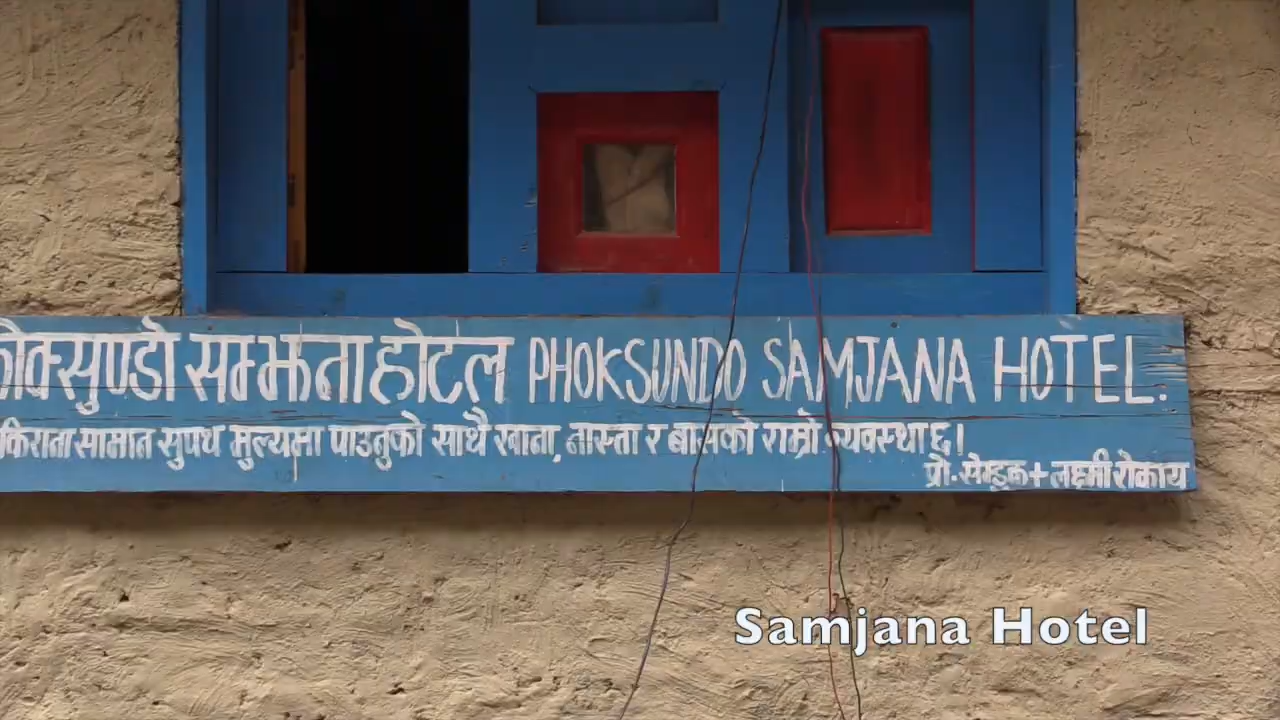 ोक्सुण्डो सम्झना होटल PHOKSUNDO SAMJANA HOTEL.
किराना सामान सुपथ मुल्यमा पाउनुको साथै खाना, नास्ता र बासको राम्रो व्यवस्था छ।
प्रो. + लक्ष्मी रोकाय
Samjana Hotel